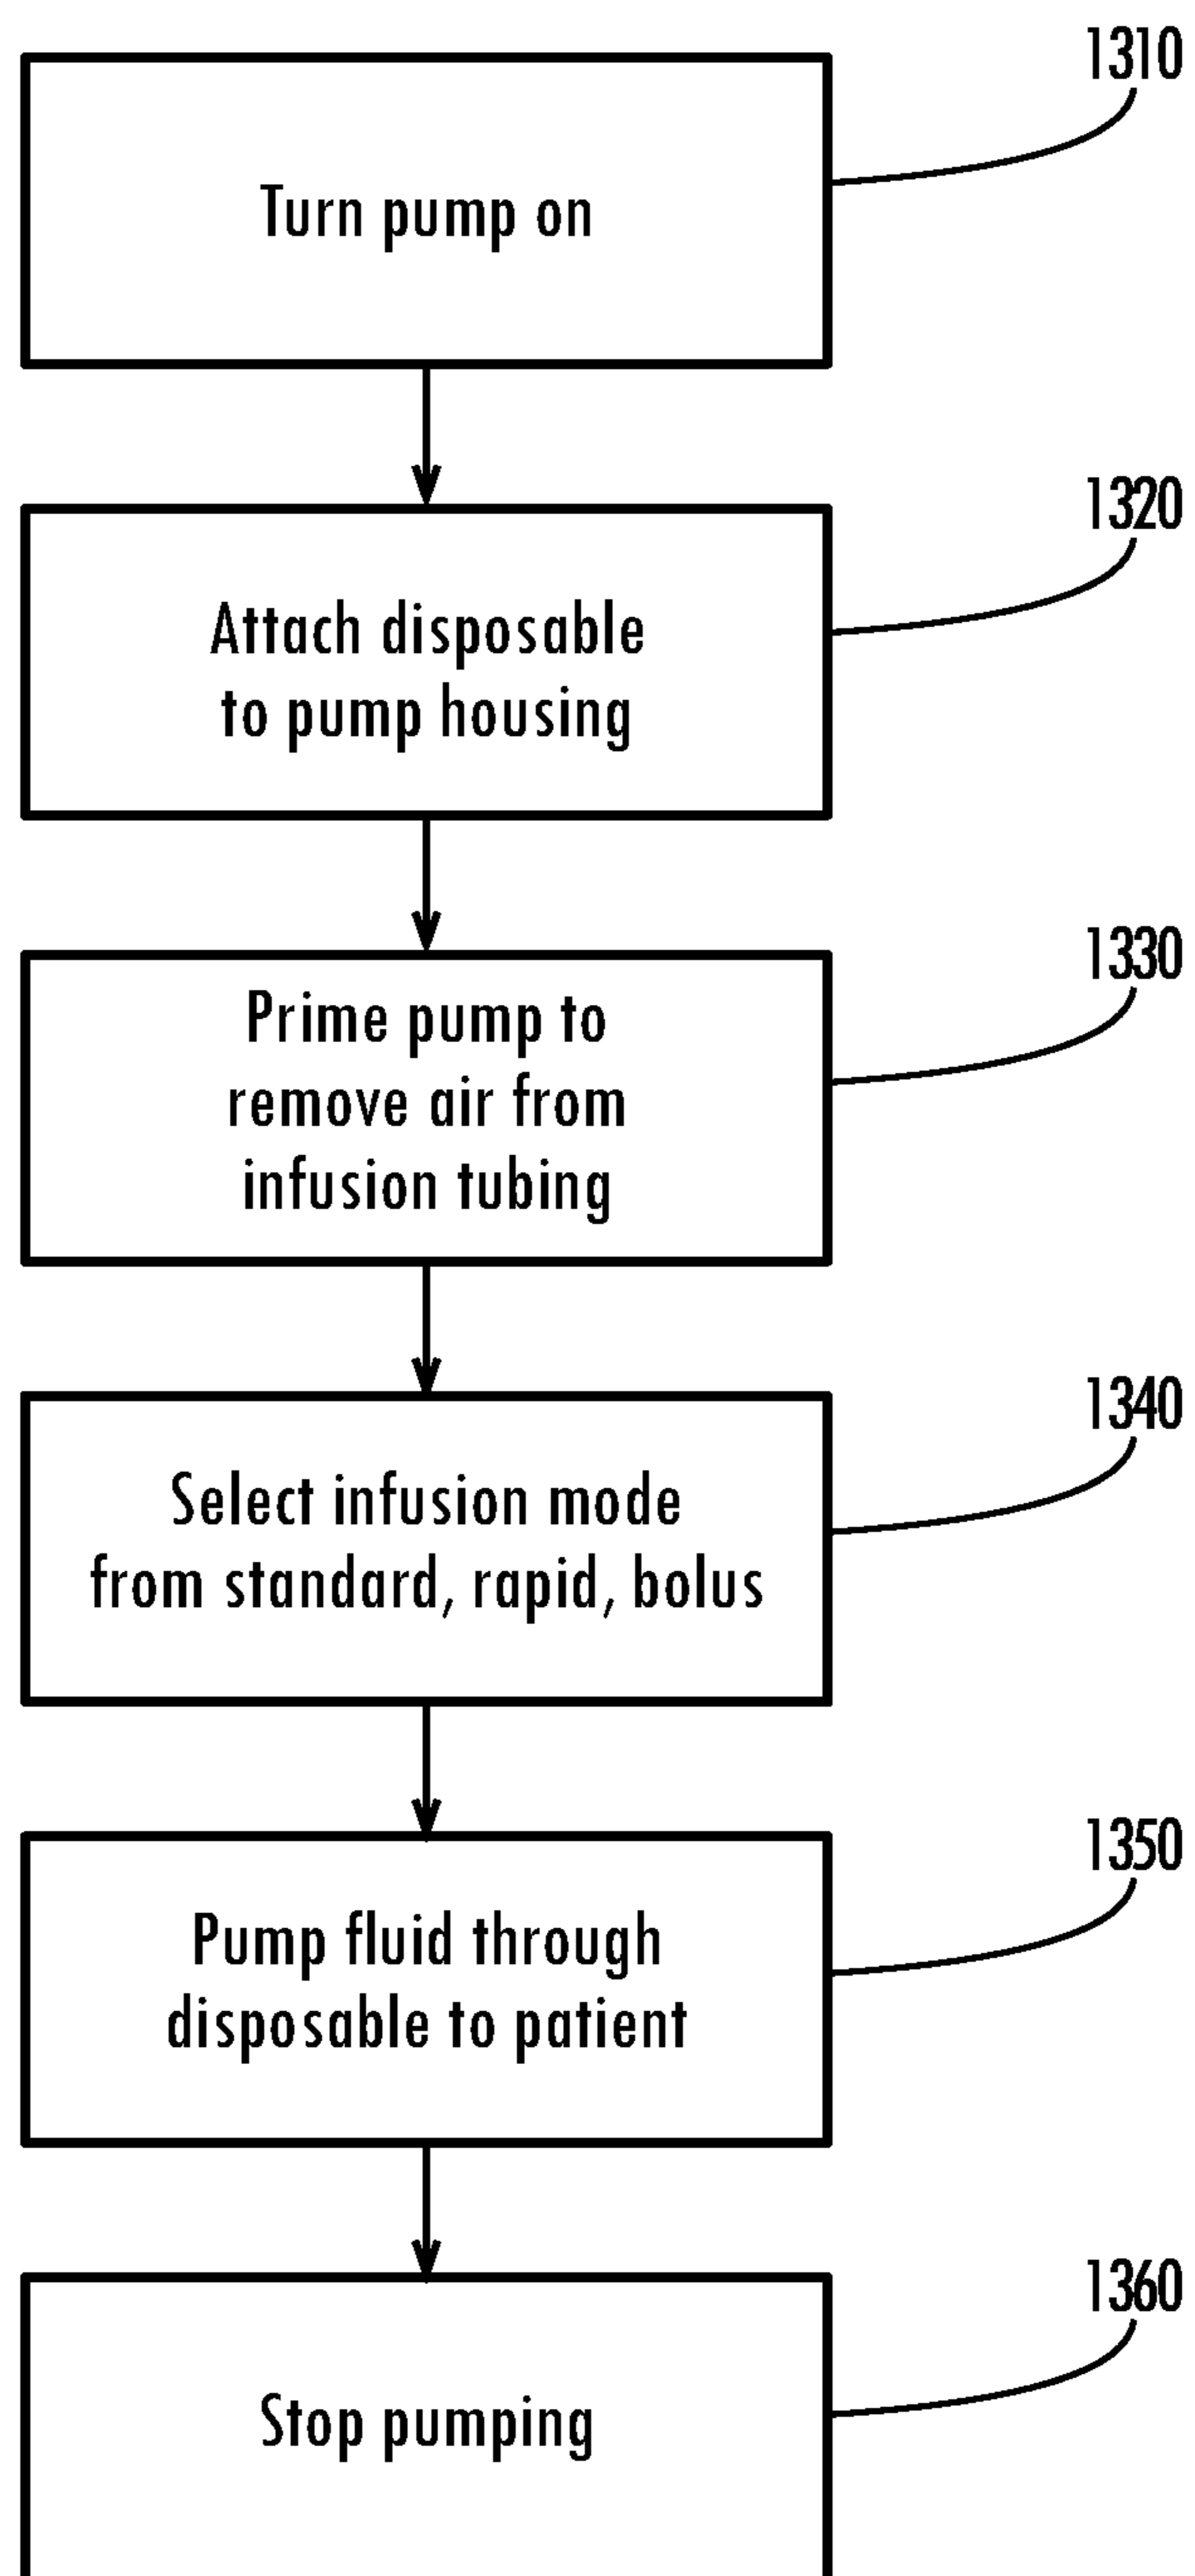 1310
Turn pump on
1320
Attach disposable
to pump housing
1330
Prime pump to
remove air from
infusion tubing
1340
Select infusion mode
from standard, rapid, bolus
1350
Pump fluid through
disposable to patient
1360
Stop pumping